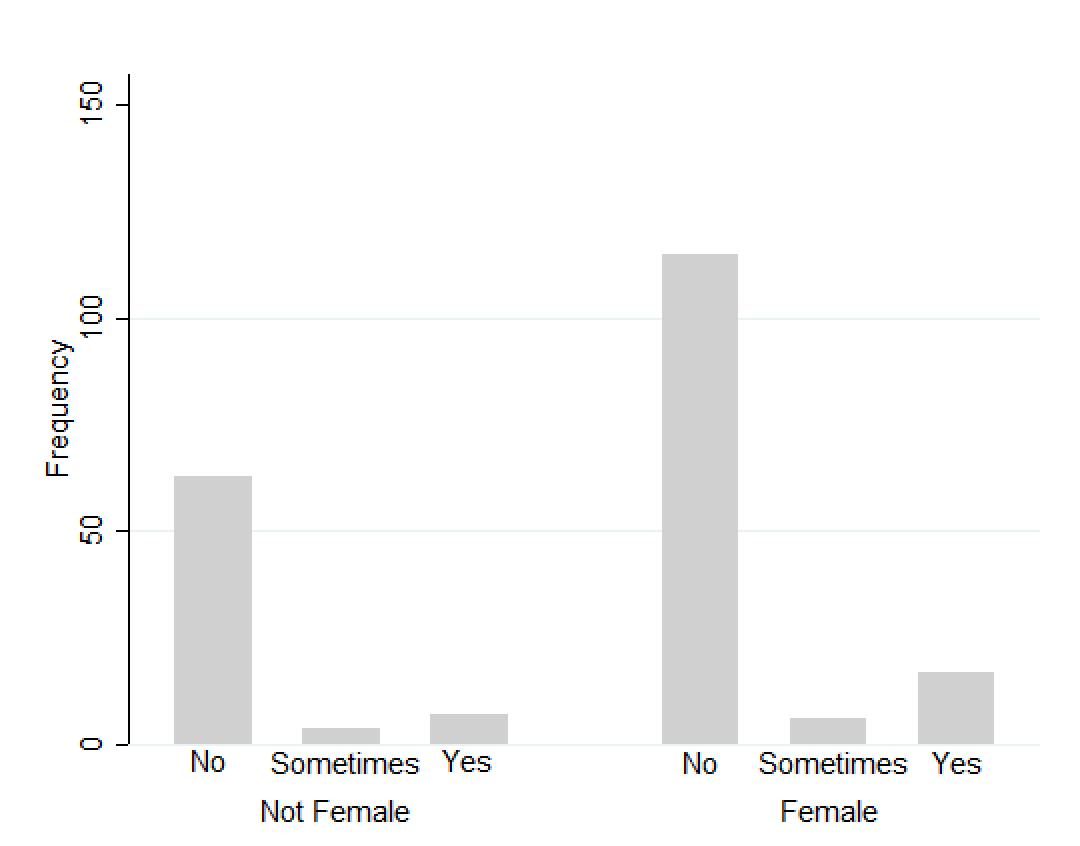 150
100
50
0
Frequency
No Sometimes Yes No Sometimes Yes
Not Female Female